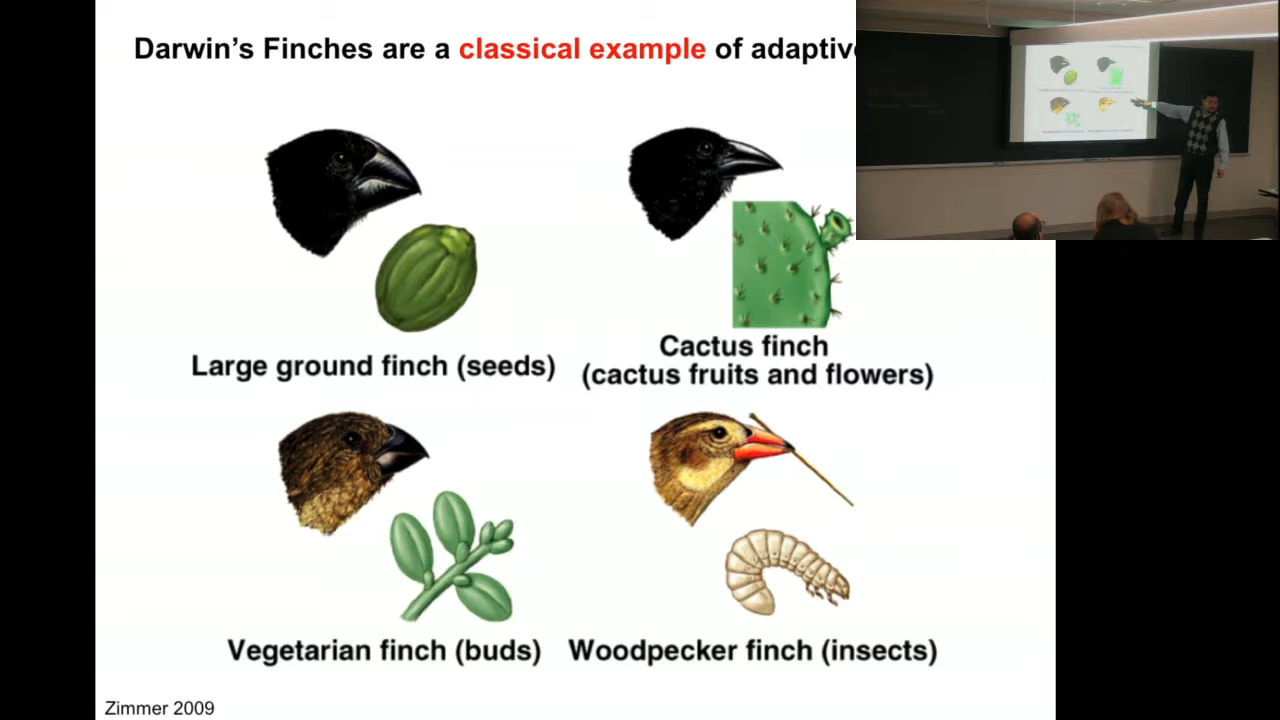 Darwin's Finches are a classical example of adaptive
Large ground finch (seeds)
Cactus finch
(cactus fruits and flowers)
Vegetarian finch (buds)
Woodpecker finch (insects)
Zimmer 2009